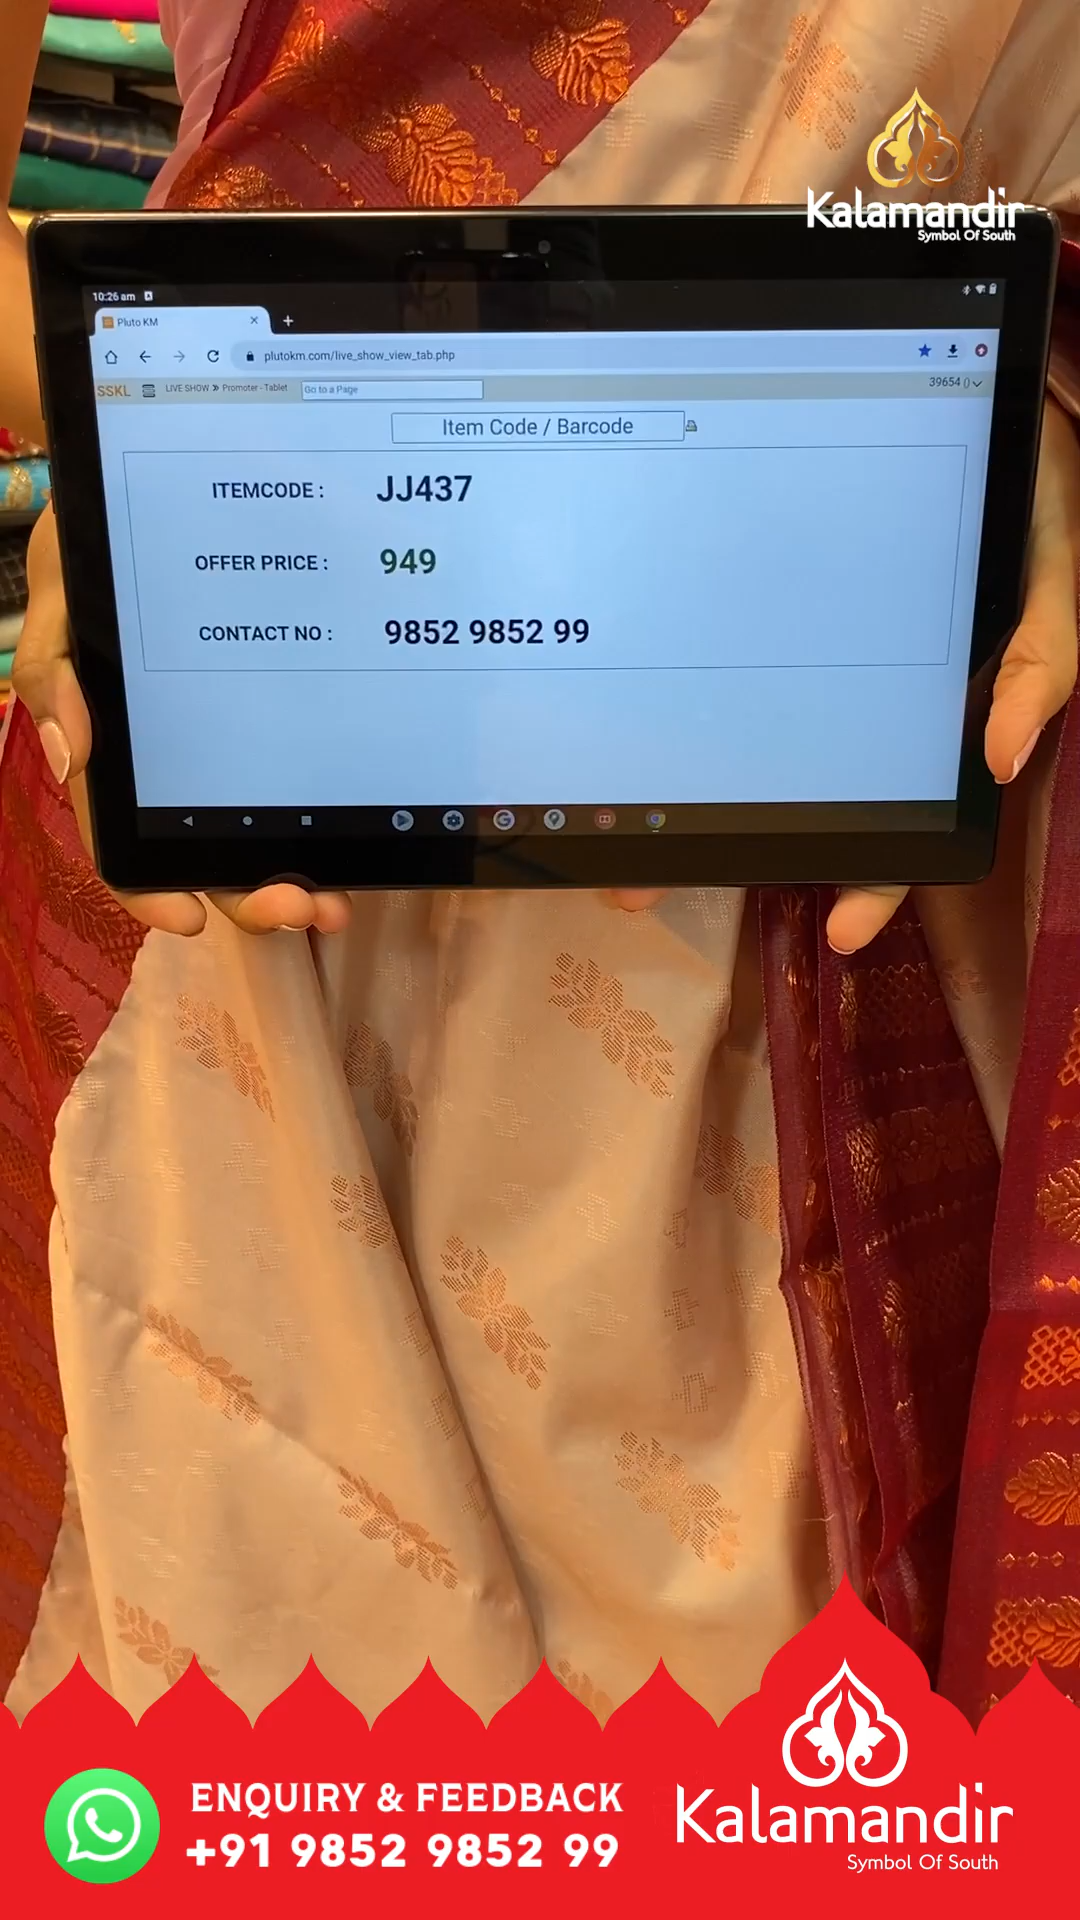 Kalamandir
Symbol Of South
10:26 am
Pluto KM
plutokm.com/live_show_view_tab.php
SSKL LIVE SHOW » Promoter - Tablet Go to a Page 39654 ()
Item Code / Barcode
ITEMCODE : JJ437
OFFER PRICE : 949
CONTACT NO : 9852 9852 99
ENQUIRY & FEEDBACK
+91 9852 9852 99
Kalamandir
Symbol Of South